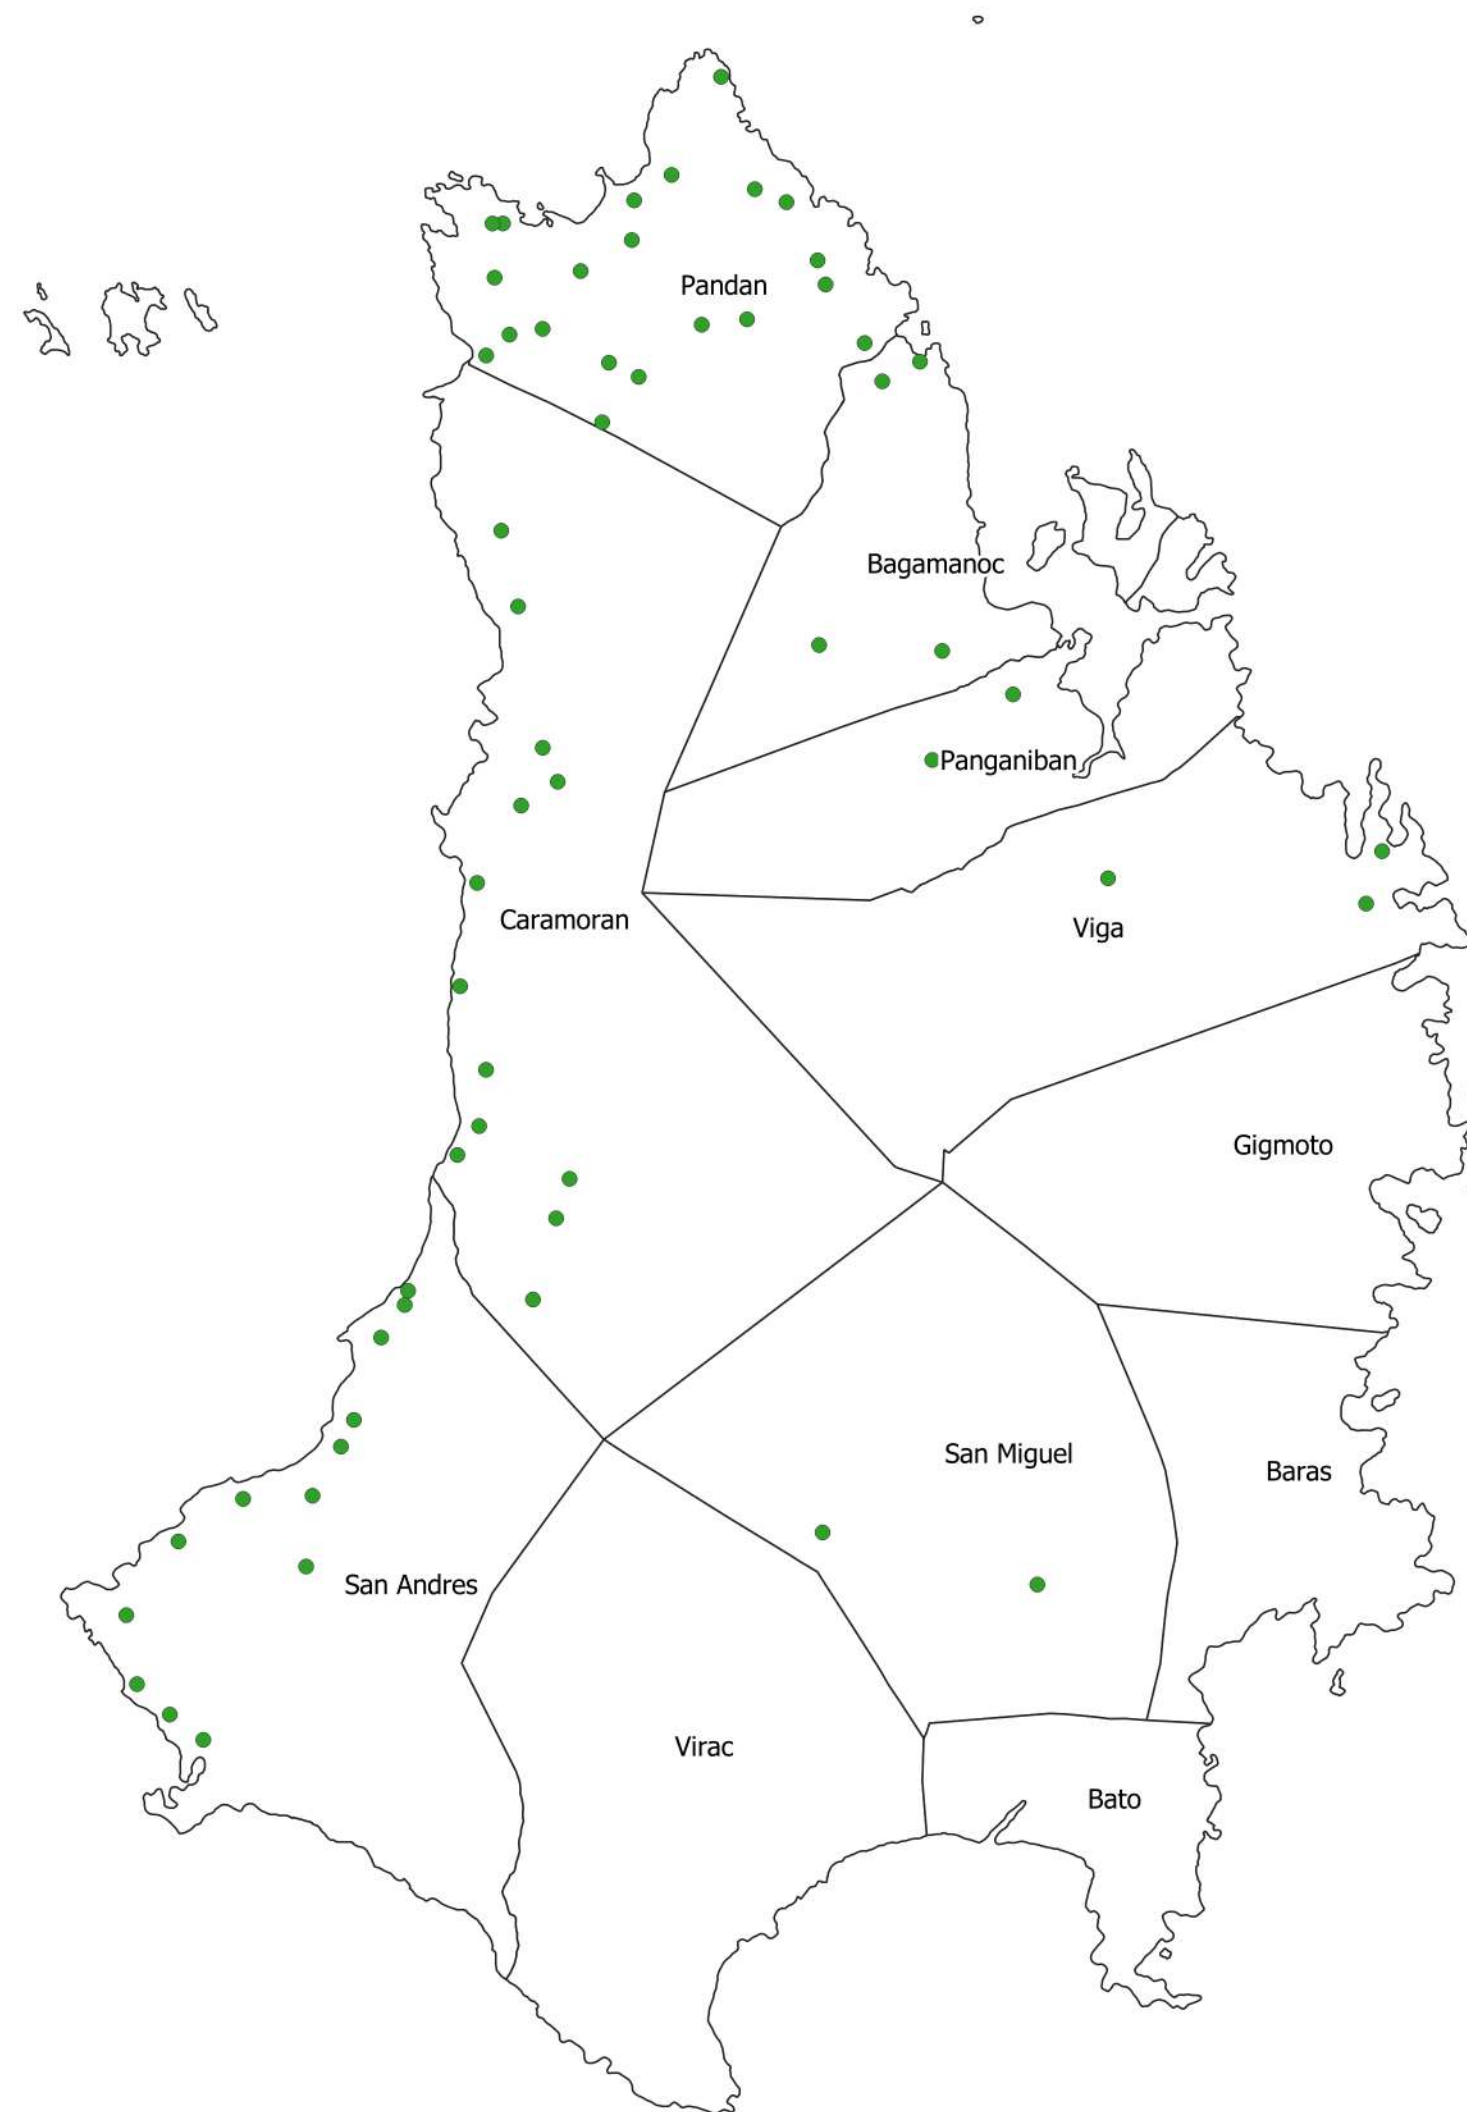 Pandan
Bagamanoc
Panganiban
Caramoran
Viga
Gigmoto
San Miguel
Baras
San Andres
Virac
Bato